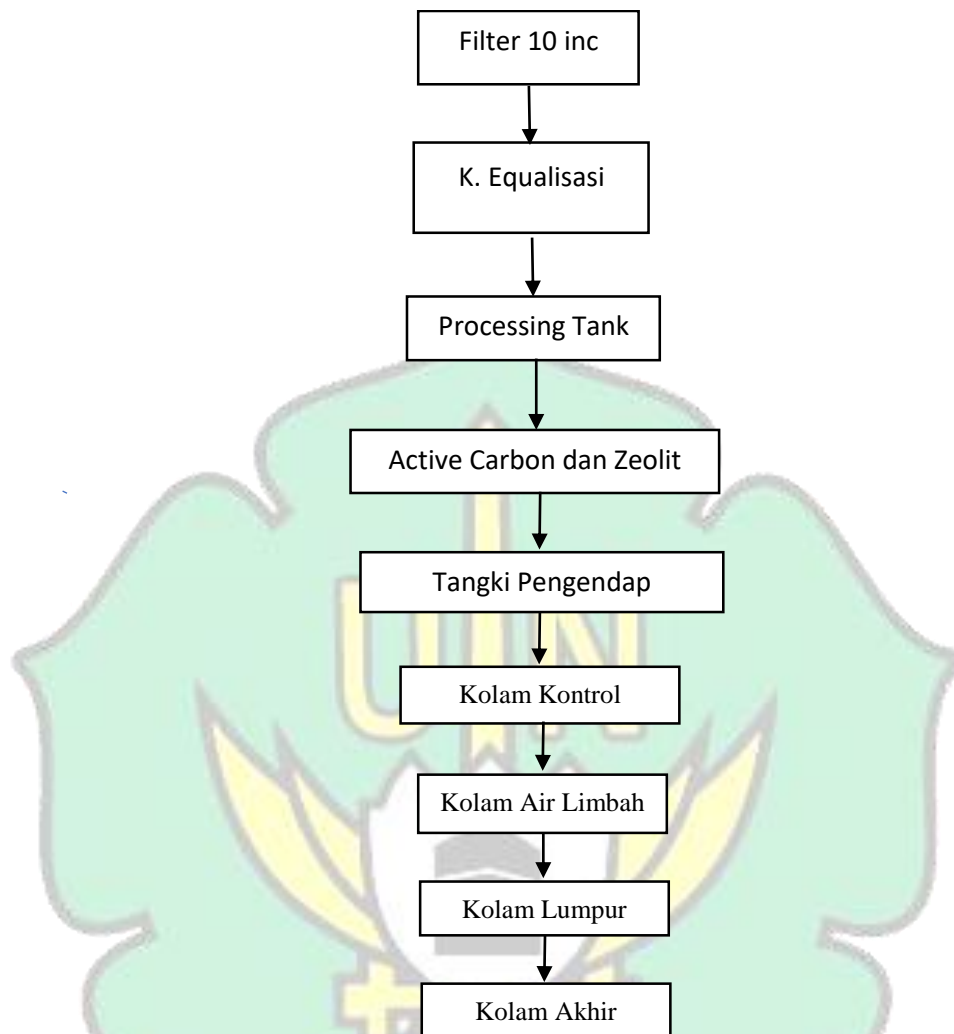 Filter 10 inc
K. Equalisasi
Processing Tank
Active Carbon dan Zeolit
Tangki Pengendap
UIN
Kolam Kontrol
Kolam Air Limbah
Kolam Lumpur
Kolam Akhir